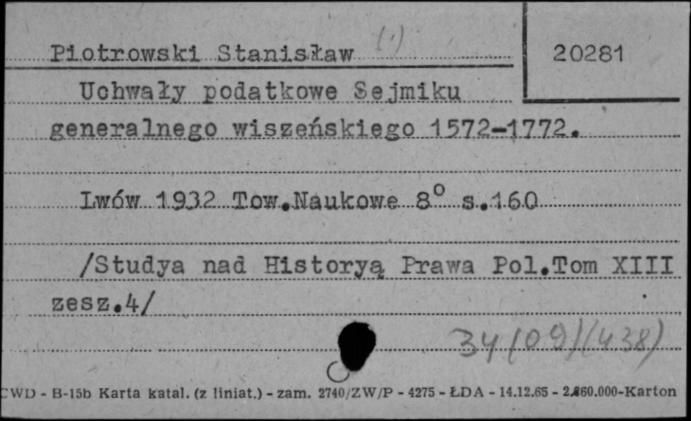 Piotrowski Stanisław (·)
20281
Uchwały podatkowe Sejmiku
generalnego wiszeńskiego 1572-1772.
Lwów 1932 Tow.Naukowe 8° s.160
/Studya nad Historyą Prawa Pol.Tom XIII
zesz.4/
34(09)(438)
CWD - B-15b Karta katal. (z liniat.) - zam. 2740/ZW/P - 4275 - ŁDA - 14.12.65 - 2.860.000-Karton